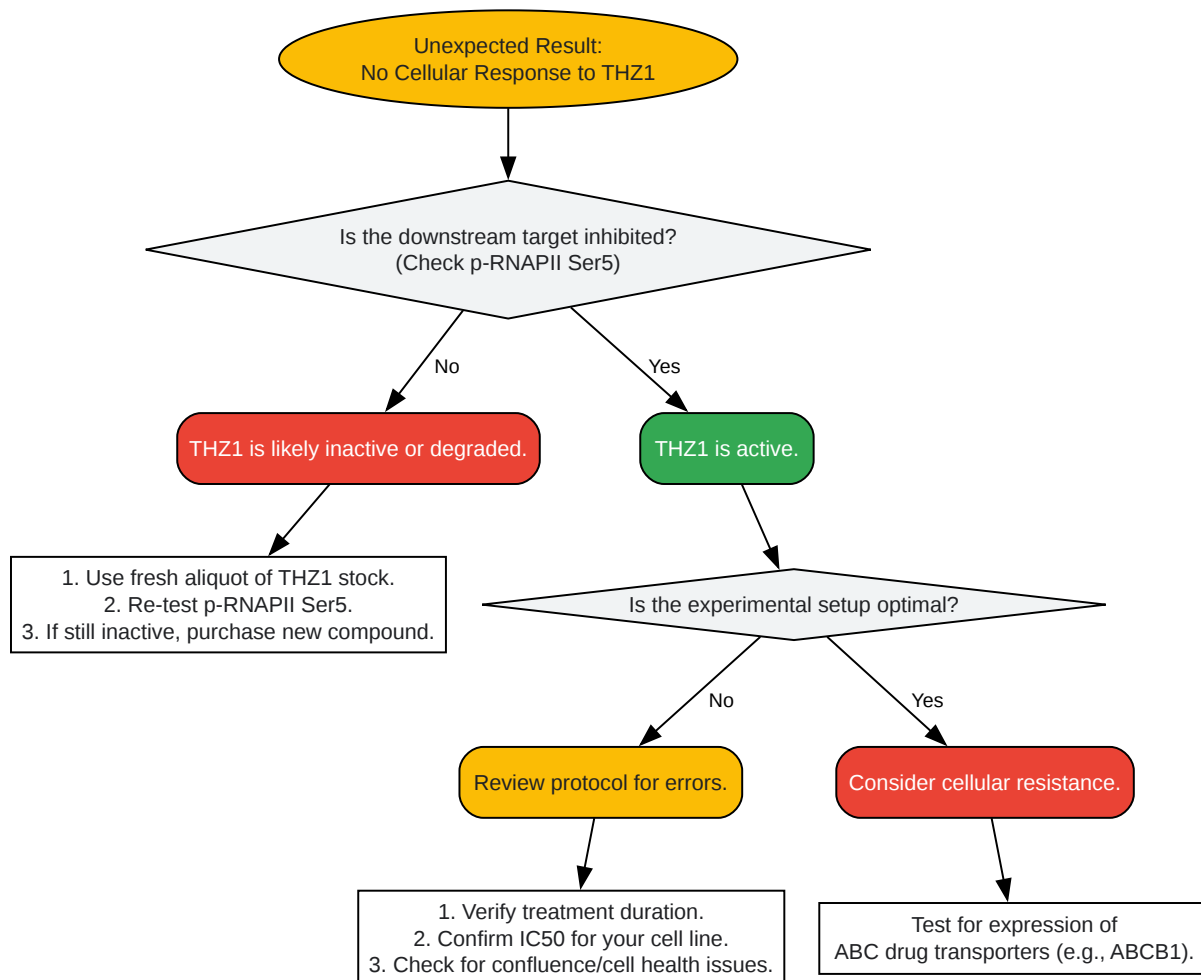 Unexpected Result:
No Cellular Response to THZ1
Is the downstream target inhibited?
(Check p-RNAPII Ser5)
No
Yes
THZ1 is likely inactive or degraded.
THZ1 is active.
1. Use fresh aliquot of THZ1 stock.
2. Re-test p-RNAPII Ser5.
3. If still inactive, purchase new compound.
Is the experimental setup optimal?
No
Yes
Review protocol for errors.
Consider cellular resistance.
1. Verify treatment duration.
2. Confirm IC50 for your cell line.
3. Check for confluence/cell health issues.
Test for expression of
ABC drug transporters (e.g., ABCB1).